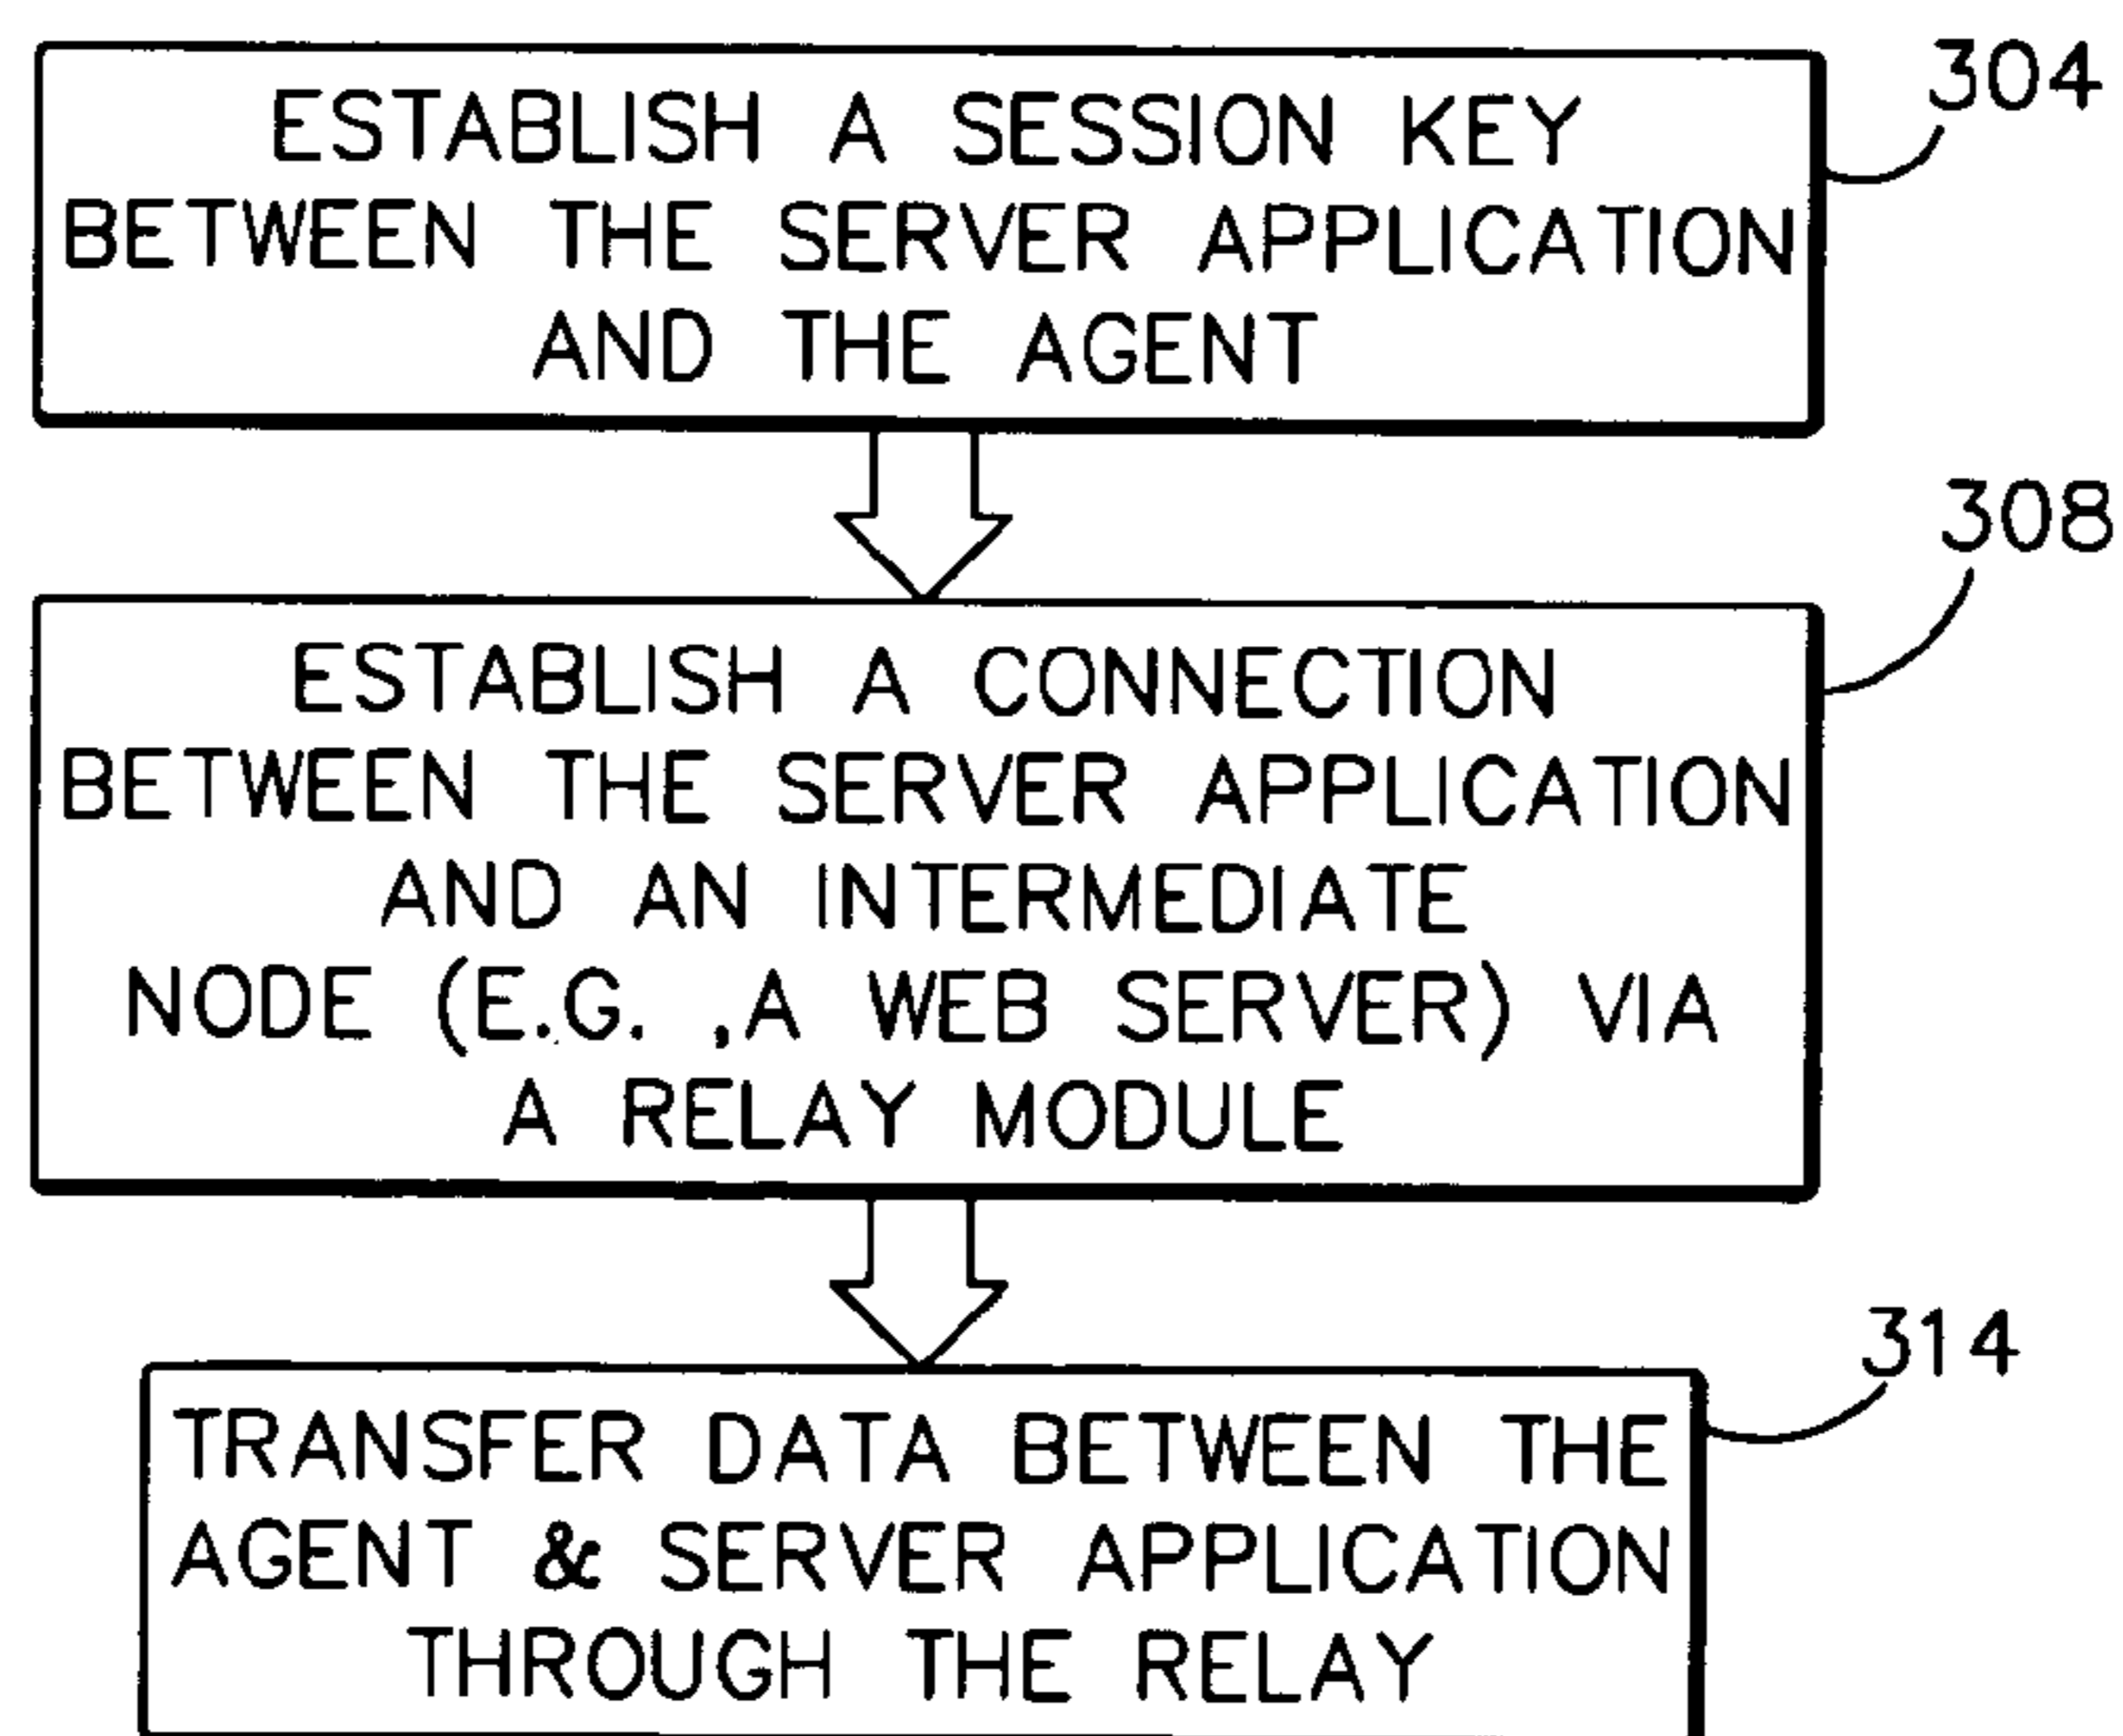 304
ESTABLISH A SESSION KEY
BETWEEN THE SERVER APPLICATION
AND THE AGENT
308
ESTABLISH A CONNECTION
BETWEEN THE SERVER APPLICATION
AND AN INTERMEDIATE
NODE (E.G. ,A WEB SERVER) VIA
A RELAY MODULE
314
TRANSFER DATA BETWEEN THE
AGENT & SERVER APPLICATION
THROUGH THE RELAY